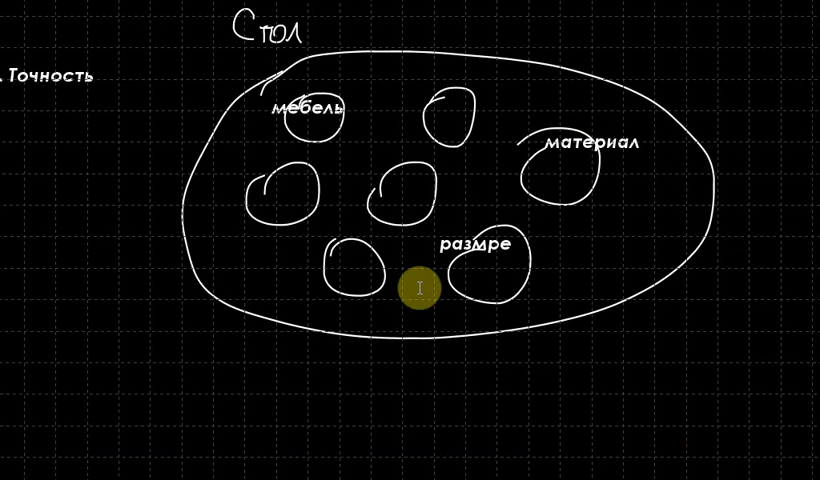 Стол
. Точность
мебель
материал
размре